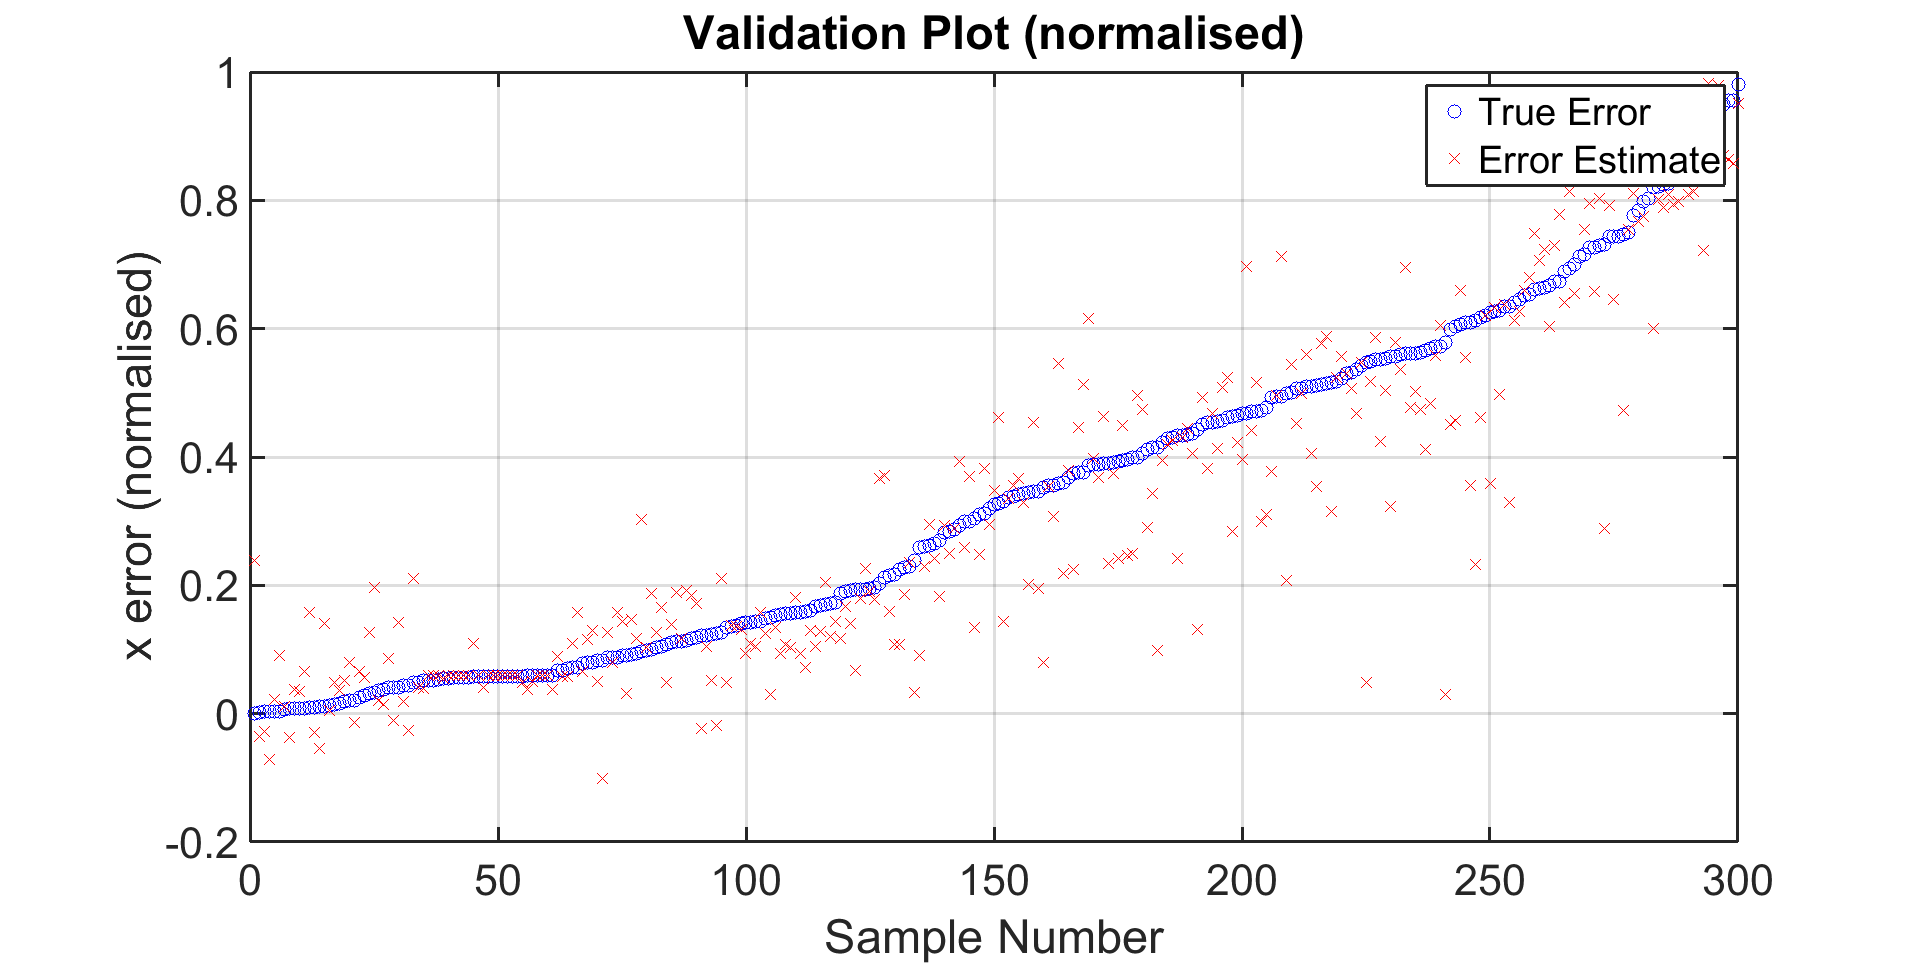 Validation Plot (normalised)
1
0.8
0.6
0.4
0.2
0
-0.2
x error (normalised)
True Error
Error Estimate
0 50 100 150 200 250 300
Sample Number